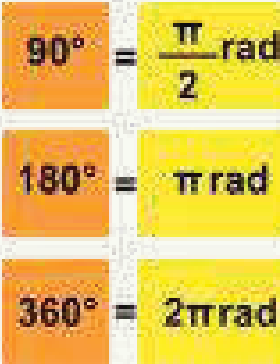 90° = π/2 rad
180° = π rad
360° = 2π rad